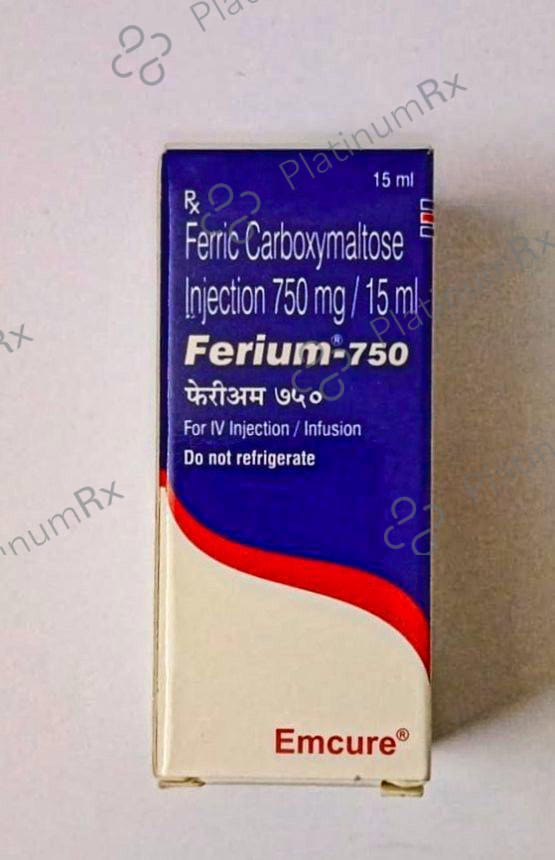 PlatinumRx
15 ml
Rx
Ferric Carboxymaltose
Injection 750 mg / 15 ml
Ferium®-750
फेरीअम ७५०
For IV Injection / Infusion
Do not refrigerate
Emcure®